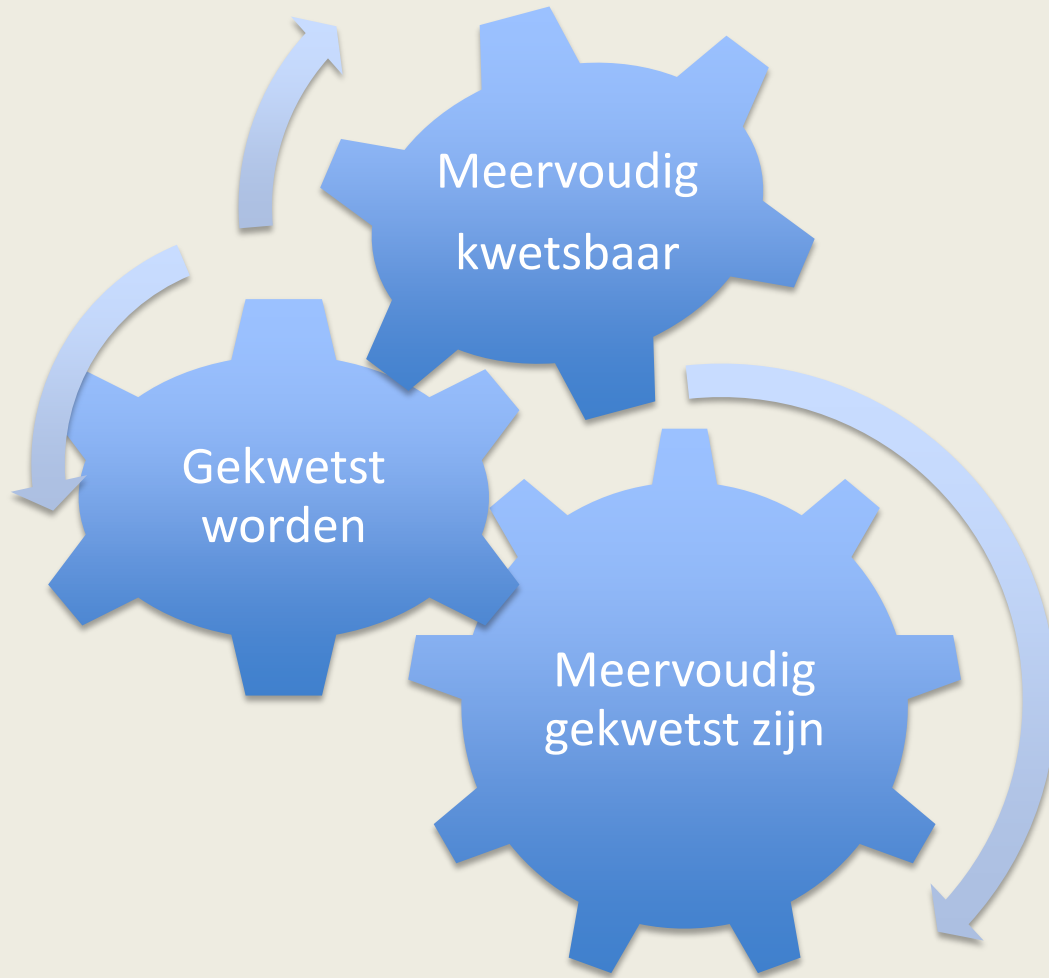 Meervoudig
kwetsbaar
Gekwetst
worden
Meervoudig
gekwetst zijn